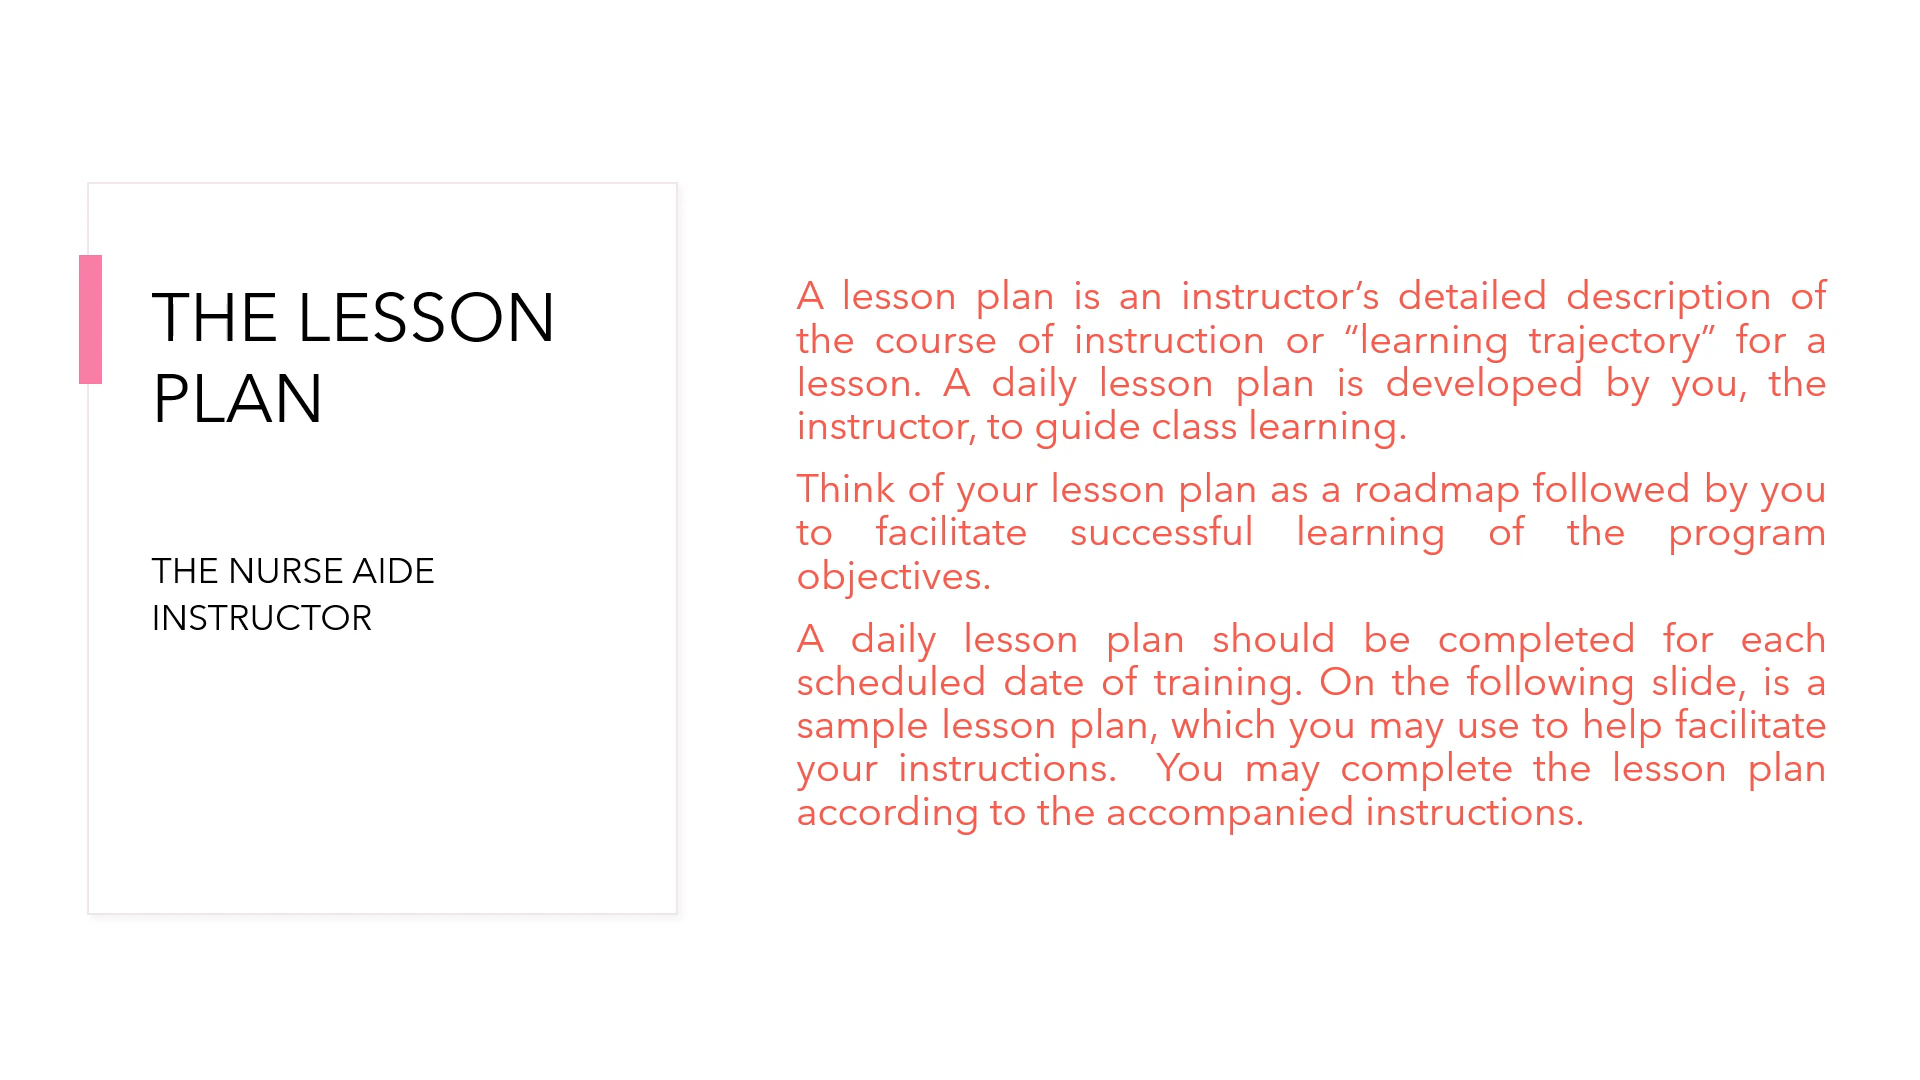 THE LESSON
PLAN
THE NURSE AIDE
INSTRUCTOR
A lesson plan is an instructor’s detailed description of
the course of instruction or “learning trajectory” for a
lesson. A daily lesson plan is developed by you, the
instructor, to guide class learning.
Think of your lesson plan as a roadmap followed by you
to facilitate successful learning of the program
objectives.
A daily lesson plan should be completed for each
scheduled date of training. On the following slide, is a
sample lesson plan, which you may use to help facilitate
your instructions.  You may complete the lesson plan
according to the accompanied instructions.